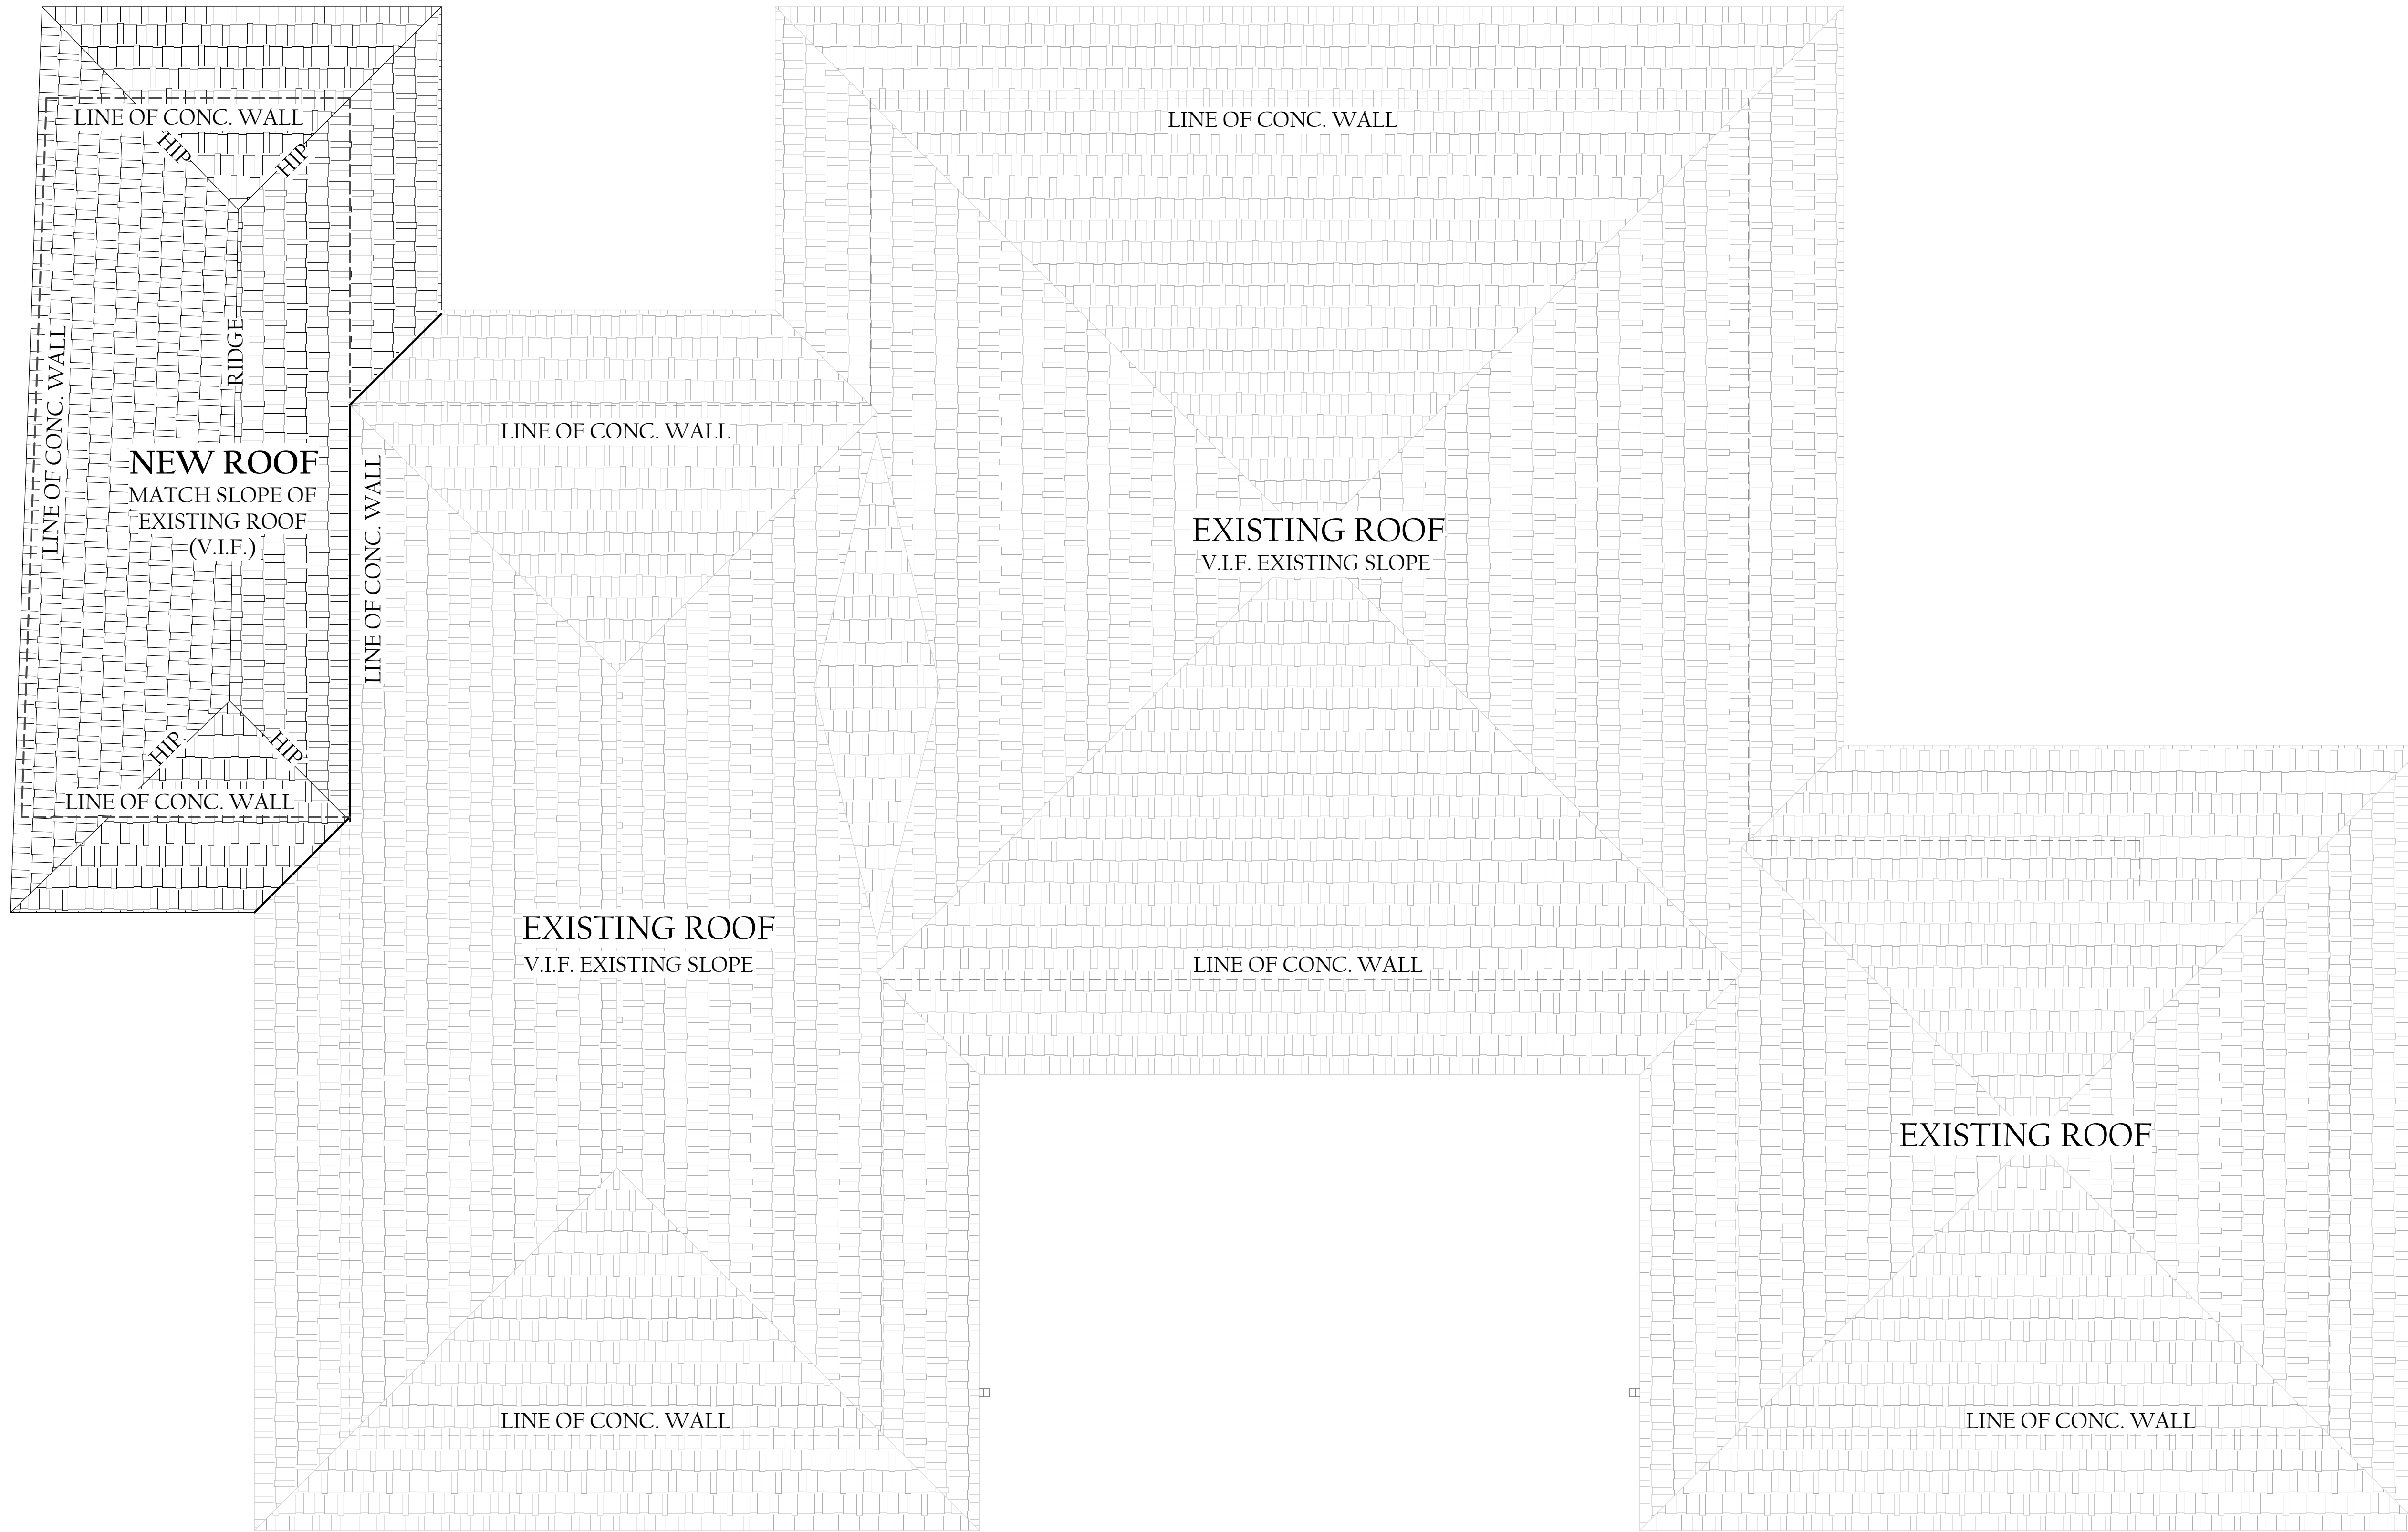 LINE OF CONC. WALL
HIP
HIP
RIDGE
LINE OF CONC. WALL
NEW ROOF
MATCH SLOPE OF
EXISTING ROOF
(V.I.F.)
LINE OF CONC. WALL
HIP
HIP
LINE OF CONC. WALL
LINE OF CONC. WALL
LINE OF CONC. WALL
EXISTING ROOF
V.I.F. EXISTING SLOPE
EXISTING ROOF
V.I.F. EXISTING SLOPE
LINE OF CONC. WALL
LINE OF CONC. WALL
EXISTING ROOF
LINE OF CONC. WALL